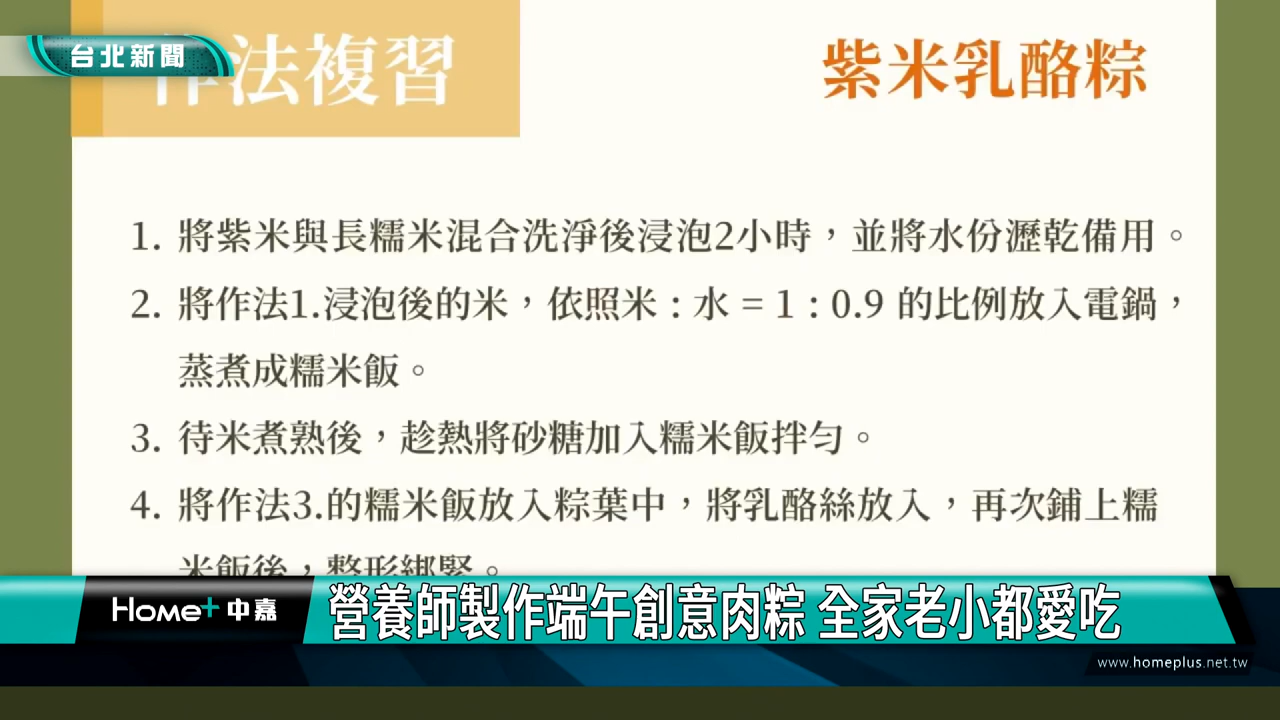 台北新聞
作法複習
紫米乳酪粽
1. 將紫米與長糯米混合洗淨後浸泡2小時，並將水份瀝乾備用。
2. 將作法1.浸泡後的米，依照米：水 = 1：0.9 的比例放入電鍋，
蒸煮成糯米飯。
3. 待米煮熟後，趁熱將砂糖加入糯米飯拌勻。
4. 將作法3.的糯米飯放入粽葉中，將乳酪絲放入，再次鋪上糯
米飯後，整形綁緊。
Home+中嘉
營養師製作端午創意肉粽 全家老小都愛吃
www.homeplus.net.tw